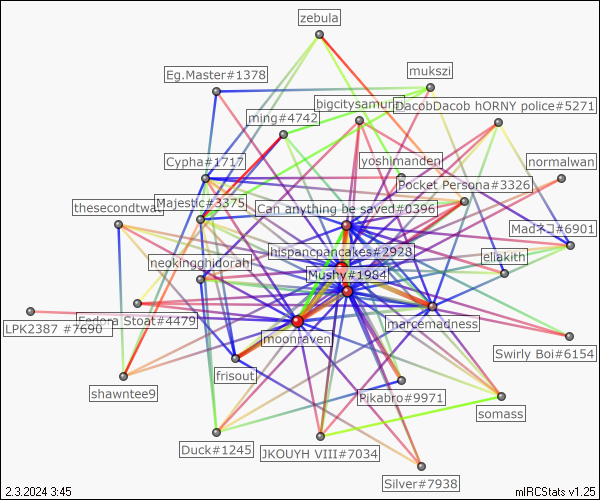 zebula
Eg.Master#1378
mukszi
bigcitysamura
DacobDacob hORNY police#5271
ming#4742
Cypha#1717
yoshimanden
normalwan
Pocket Persona#3326
Majestic#3375
thesecondtwat
Can anything be saved#0396
Madネコ#6901
hispancpancakes#2928
neokingghidorah
eliakith
Mushy#1984
Fedora Stoat#4479
LPK2387 #7690
moonraven
marcemadness
Swirly Boi#6154
frisout
shawntee9
Pikabro#9971
somass
Duck#1245
JKOUYH VIII#7034
Silver#7938
2.3.2024 3:45
mIRCStats v1.25